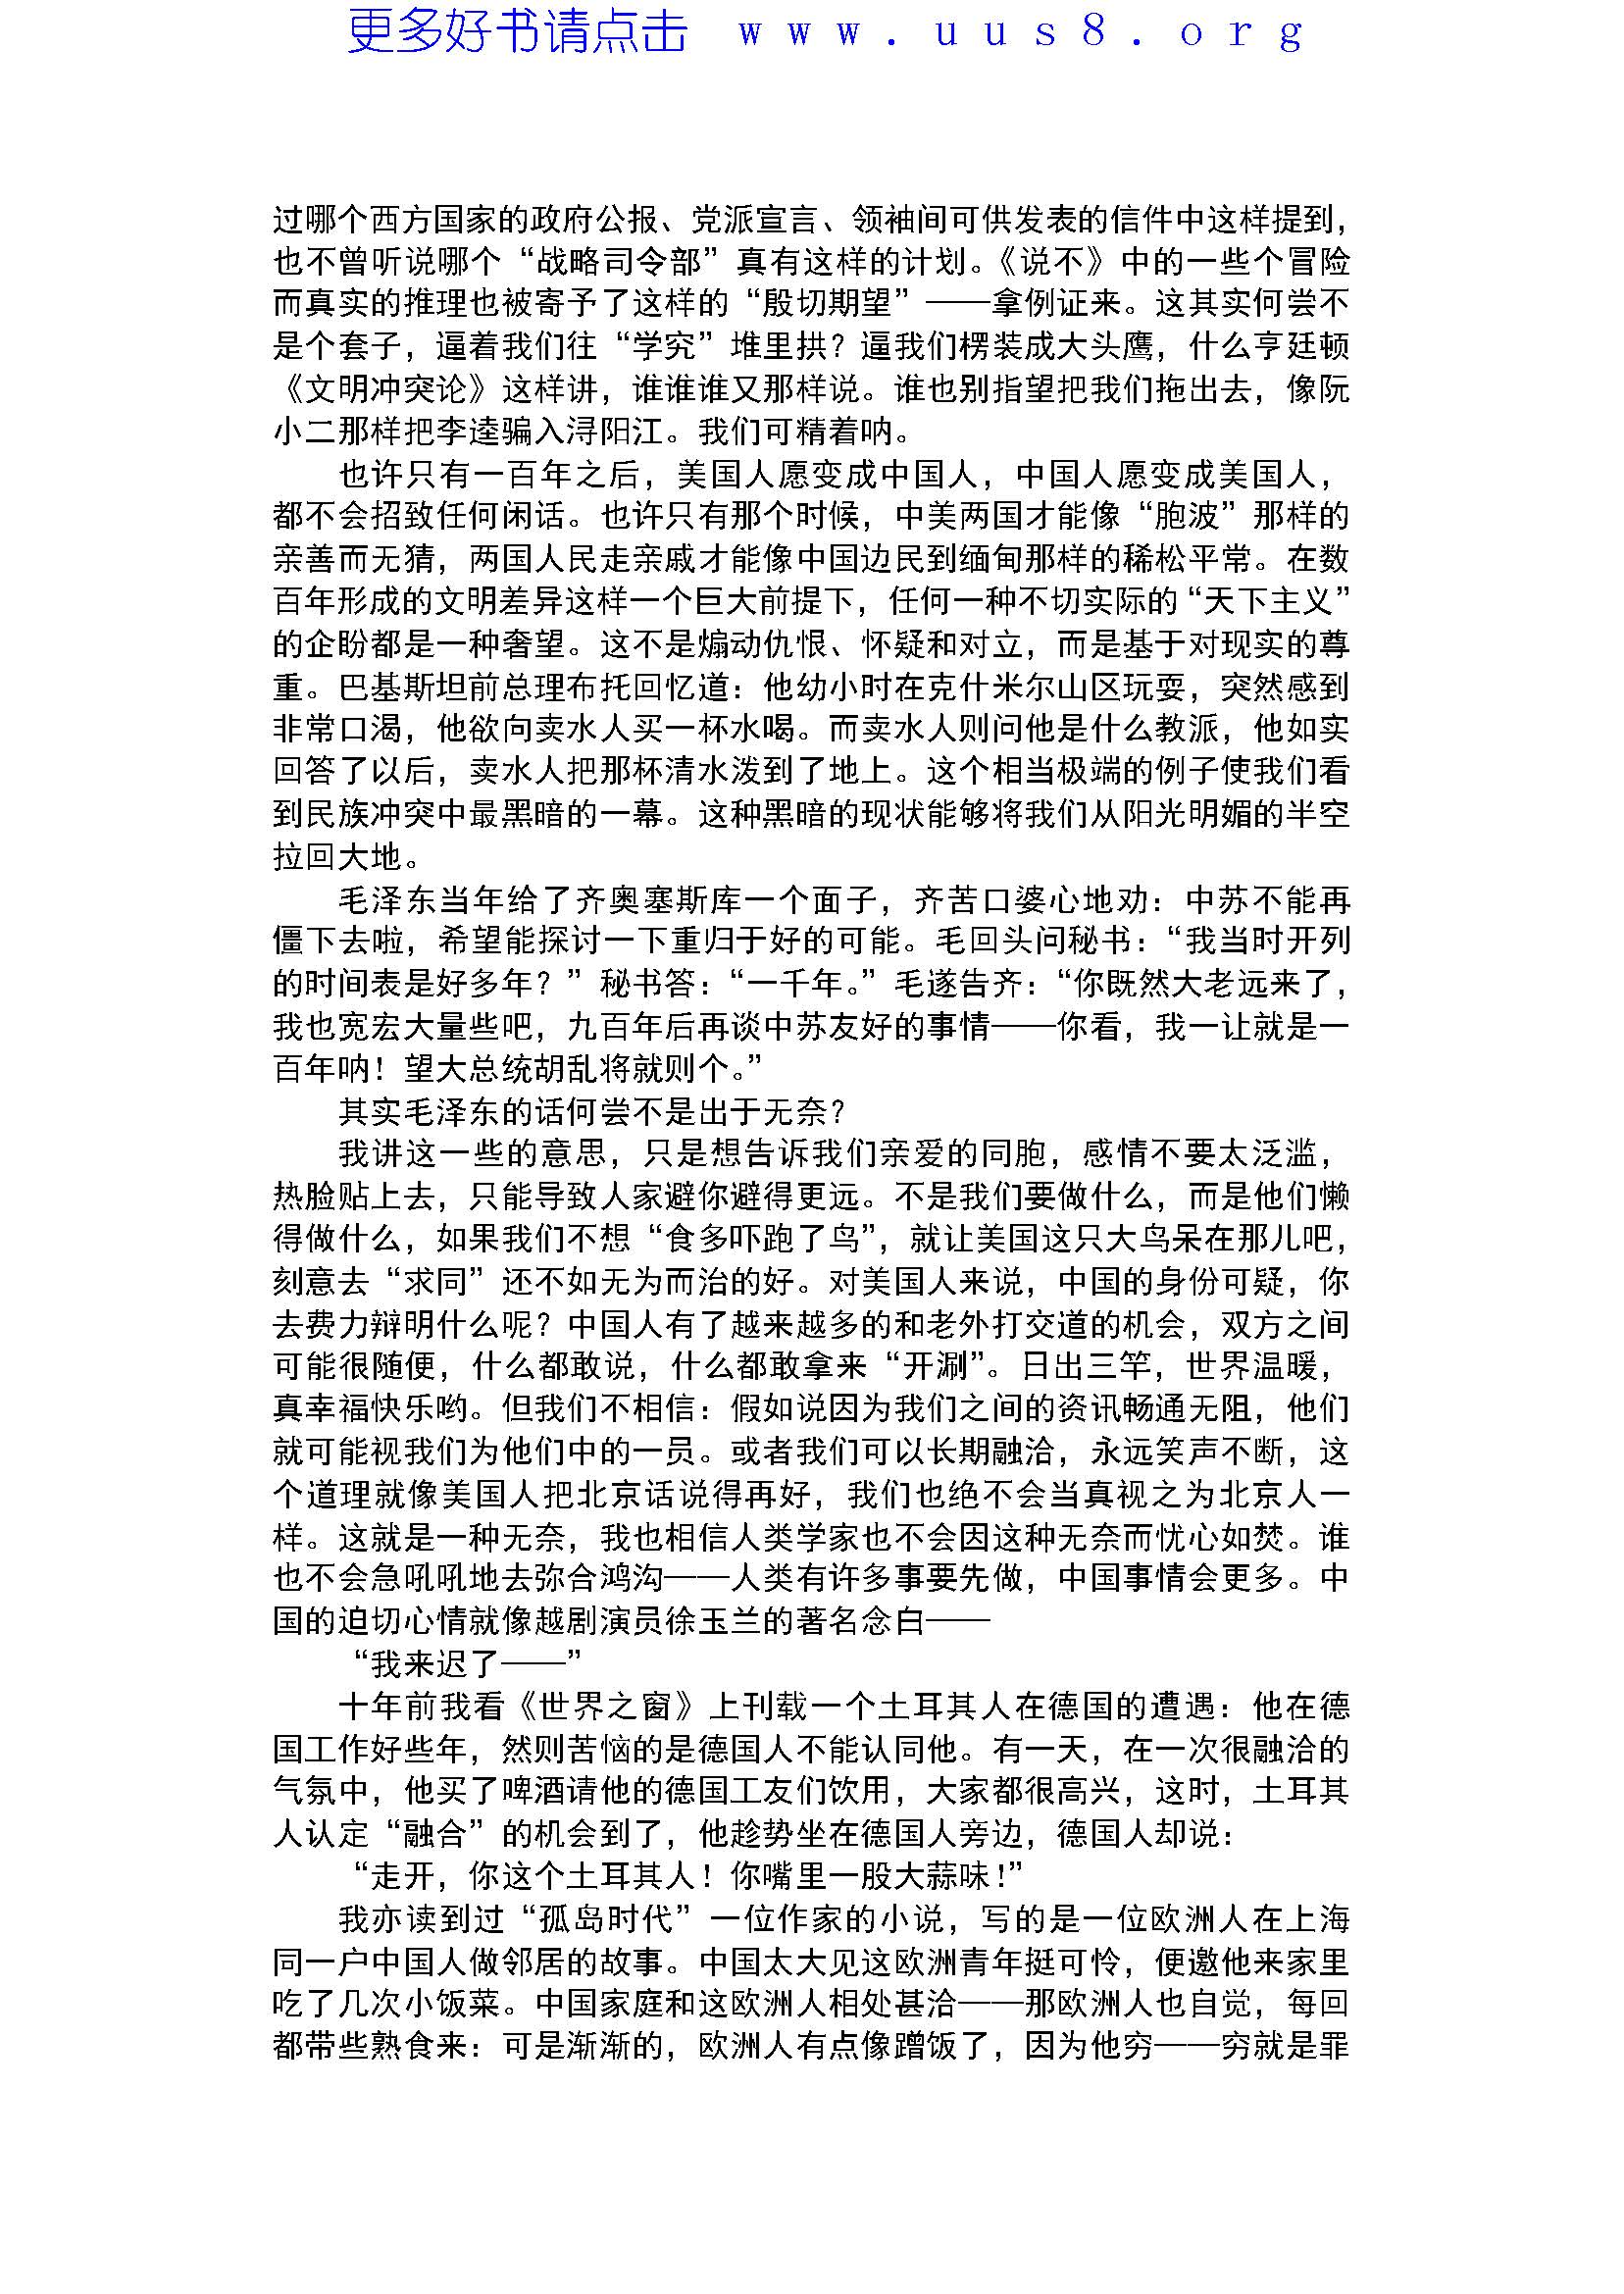 更多好书请点击 www.uus8.org
过哪个西方国家的政府公报、党派宣言、领袖间可供发表的信件中这样提到，
也不曾听说哪个“战略司令部”真有这样的计划。《说不》中的一些个冒险
而真实的推理也被寄予了这样的“殷切期望”——拿例证来。这其实何尝不
是个套子，逼着我们往“学究”堆里拱？逼我们楞装成大头鹰，什么亨廷顿
《文明冲突论》这样讲，谁谁谁又那样说。谁也别指望把我们拖出去，像阮
小二那样把李逵骗入浔阳江。我们可精着呐。
也许只有一百年之后，美国人愿变成中国人，中国人愿变成美国人，
都不会招致任何闲话。也许只有那个时候，中美两国才能像“胞波”那样的
亲善而无猜，两国人民走亲戚才能像中国边民到缅甸那样的稀松平常。在数
百年形成的文明差异这样一个巨大前提下，任何一种不切实际的“天下主义”
的企盼都是一种奢望。这不是煽动仇恨、怀疑和对立，而是基于对现实的尊
重。巴基斯坦前总理布托回忆道：他幼小时在克什米尔山区玩耍，突然感到
非常口渴，他欲向卖水人买一杯水喝。而卖水人则问他是什么教派，他如实
回答了以后，卖水人把那杯清水泼到了地上。这个相当极端的例子使我们看
到民族冲突中最黑暗的一幕。这种黑暗的现状能够将我们从阳光明媚的半空
拉回大地。
毛泽东当年给了齐奥塞斯库一个面子，齐苦口婆心地劝：中苏不能再
僵下去啦，希望能探讨一下重归于好的可能。毛回头问秘书：“我当时开列
的时间表是好多年？”秘书答：“一千年。”毛遂告齐：“你既然大老远来了，
我也宽宏大量些吧，九百年后再谈中苏友好的事情——你看，我一让就是一
百年呐！望大总统胡乱将就则个。”
其实毛泽东的话何尝不是出于无奈？
我讲这一些的意思，只是想告诉我们亲爱的同胞，感情不要太泛滥，
热脸贴上去，只能导致人家避你避得更远。不是我们要做什么，而是他们懒
得做什么，如果我们不想“食多吓跑了鸟”，就让美国这只大鸟呆在那儿吧，
刻意去“求同”还不如无为而治的好。对美国人来说，中国的身份可疑，你
去费力辩明什么呢？中国人有了越来越多的和老外打交道的机会，双方之间
可能很随便，什么都敢说，什么都敢拿来“开涮”。日出三竿，世界温暖，
真幸福快乐哟。但我们不相信：假如说因为我们之间的资讯畅通无阻，他们
就可能视我们为他们中的一员。或者我们可以长期融洽，永远笑声不断，这
个道理就像美国人把北京话说得再好，我们也绝不会当真视之为北京人一
样。这就是一种无奈，我也相信人类学家也不会因这种无奈而忧心如焚。谁
也不会急吼吼地去弥合鸿沟——人类有许多事要先做，中国事情会更多。中
国的迫切心情就像越剧演员徐玉兰的著名念白——
“我来迟了——”
十年前我看《世界之窗》上刊载一个土耳其人在德国的遭遇：他在德
国工作好些年，然则苦恼的是德国人不能认同他。有一天，在一次很融洽的
气氛中，他买了啤酒请他的德国工友们饮用，大家都很高兴，这时，土耳其
人认定“融合”的机会到了，他趁势坐在德国人旁边，德国人却说：
“走开，你这个土耳其人！你嘴里一股大蒜味！”
我亦读到过“孤岛时代”一位作家的小说，写的是一位欧洲人在上海
同一户中国人做邻居的故事。中国太大见这欧洲青年挺可怜，便邀他来家里
吃了几次小饭菜。中国家庭和这欧洲人相处甚洽——那欧洲人也自觉，每回
都带些熟食来：可是渐渐的，欧洲人有点像蹭饭了，因为他穷——穷就是罪